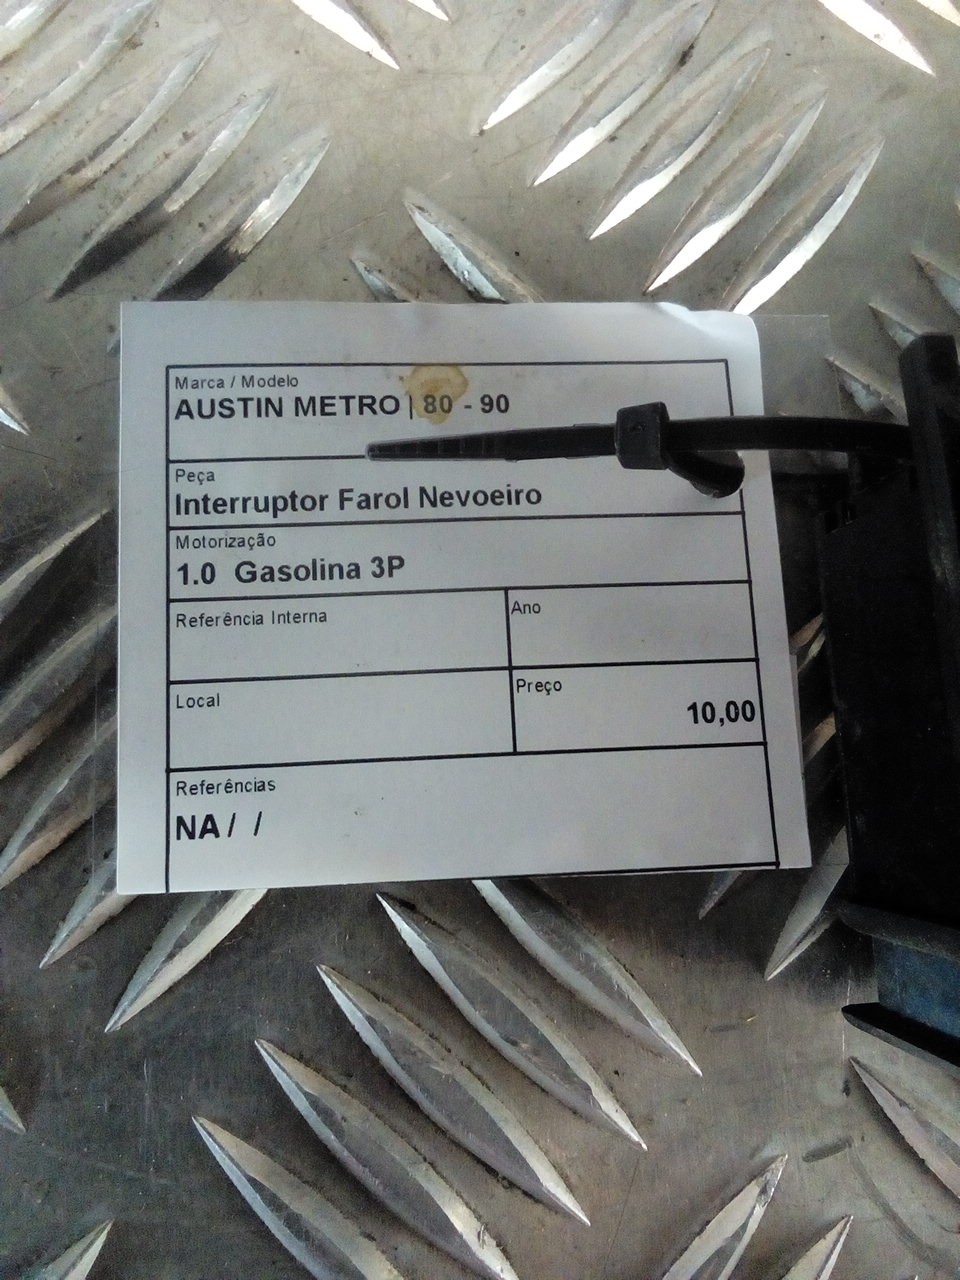 Marca / Modelo
AUSTIN METRO | 80 - 90
Peça
Interruptor Farol Nevoeiro
Motorização
1.0  Gasolina 3P
Referência Interna
Ano
Local
Preço
10,00
Referências
NA /  /